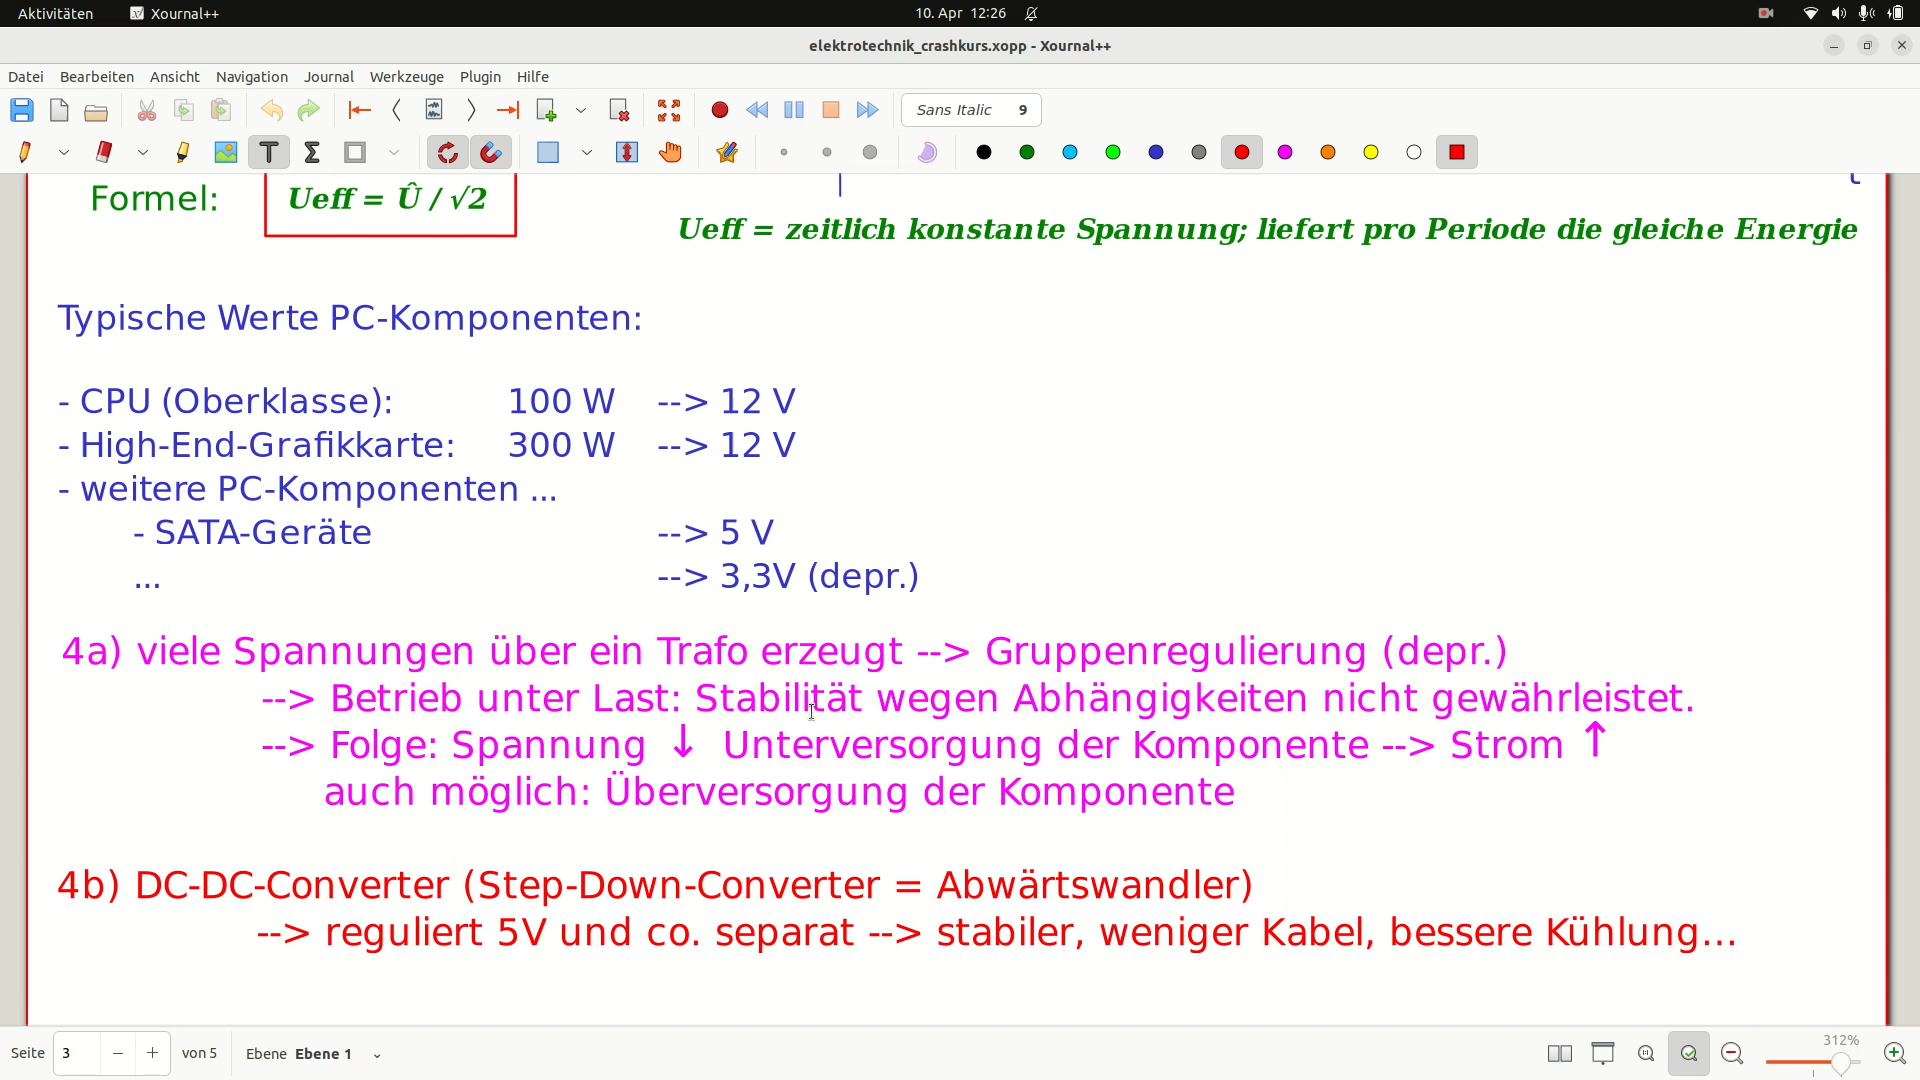 Aktivitäten Xournal++ 10. Apr 12:26
elektrotechnik_crashkurs.xopp - Xournal++
Datei Bearbeiten Ansicht Navigation Journal Werkzeuge Plugin Hilfe
Sans Italic 9
Formel: Ueff = Û / √2
Ueff = zeitlich konstante Spannung; liefert pro Periode die gleiche Energie
Typische Werte PC-Komponenten:
- CPU (Oberklasse): 100 W --> 12 V
- High-End-Grafikkarte: 300 W --> 12 V
- weitere PC-Komponenten ...
- SATA-Geräte --> 5 V
... --> 3,3V (depr.)
4a) viele Spannungen über ein Trafo erzeugt --> Gruppenregulierung (depr.)
--> Betrieb unter Last: Stabilität wegen Abhängigkeiten nicht gewährleistet.
--> Folge: Spannung ↓ Unterversorgung der Komponente --> Strom ↑
auch möglich: Überversorgung der Komponente
4b) DC-DC-Converter (Step-Down-Converter = Abwärtswandler)
--> reguliert 5V und co. separat --> stabiler, weniger Kabel, bessere Kühlung...
Seite 3 von 5 Ebene Ebene 1 312%